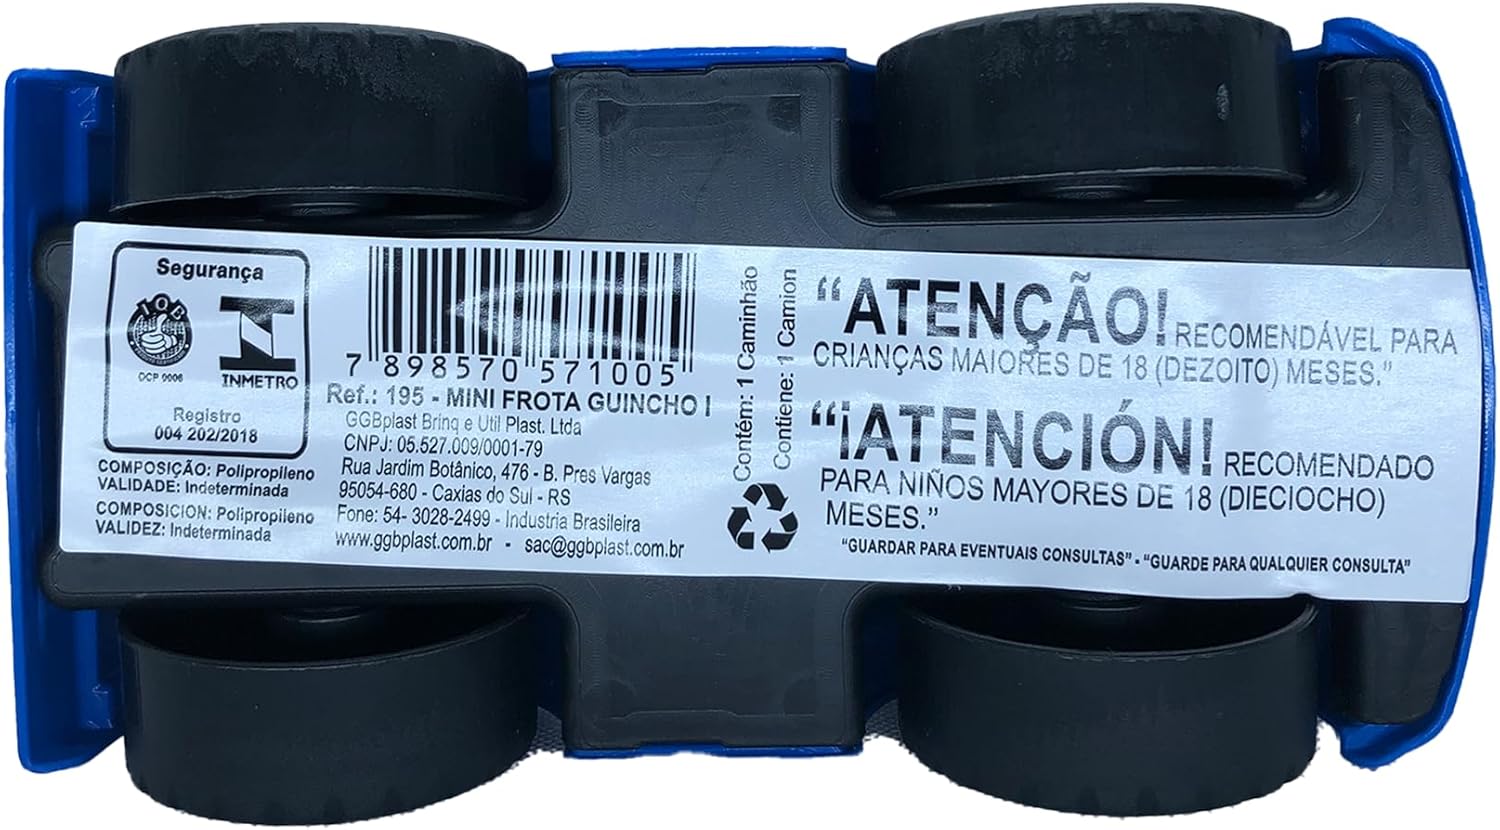 Segurança
IQB
OCP 0006
INMETRO
Registro
004 202/2018
COMPOSIÇÃO: Polipropileno
VALIDADE: Indeterminada
COMPOSICION: Polipropileno
VALIDEZ: Indeterminada
7 898570 571005
Ref.: 195 - MINI FROTA GUINCHO I
GGBplast Brinq e Util Plast. Ltda
CNPJ: 05.527.009/0001-79
Rua Jardim Botânico, 476 - B. Pres Vargas
95054-680 - Caxias do Sul - RS
Fone: 54- 3028-2499 - Industria Brasileira
www.ggbplast.com.br - sac@ggbplast.com.br
Contém: 1 Caminhão
Contiene: 1 Camion
“ATENÇÃO! RECOMENDÁVEL PARA
CRIANÇAS MAIORES DE 18 (DEZOITO) MESES.”
“¡ATENCIÓN! RECOMENDADO
PARA NIÑOS MAYORES DE 18 (DIECIOCHO)
MESES.”
“GUARDAR PARA EVENTUAIS CONSULTAS” - “GUARDE PARA QUALQUIER CONSULTA”